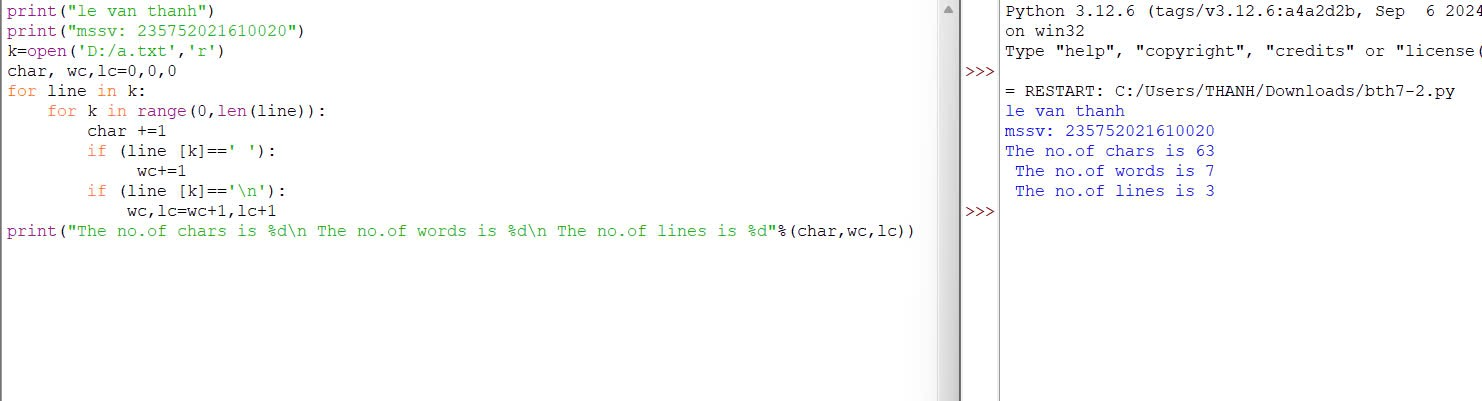 print("le van thanh")
print("mssv: 235752021610020")
k=open('D:/a.txt','r')
char, wc,lc=0,0,0
for line in k:
    for k in range(0,len(line)):
        char +=1
        if (line [k]==' '):
             wc+=1
        if (line [k]=='\n'):
            wc,lc=wc+1,lc+1
print("The no.of chars is %d\n The no.of words is %d\n The no.of lines is %d"%(char,wc,lc))
Python 3.12.6 (tags/v3.12.6:a4a2d2b, Sep  6 2024
on win32
Type "help", "copyright", "credits" or "license(
>>>
= RESTART: C:/Users/THANH/Downloads/bth7-2.py
le van thanh
mssv: 235752021610020
The no.of chars is 63
 The no.of words is 7
 The no.of lines is 3
>>>